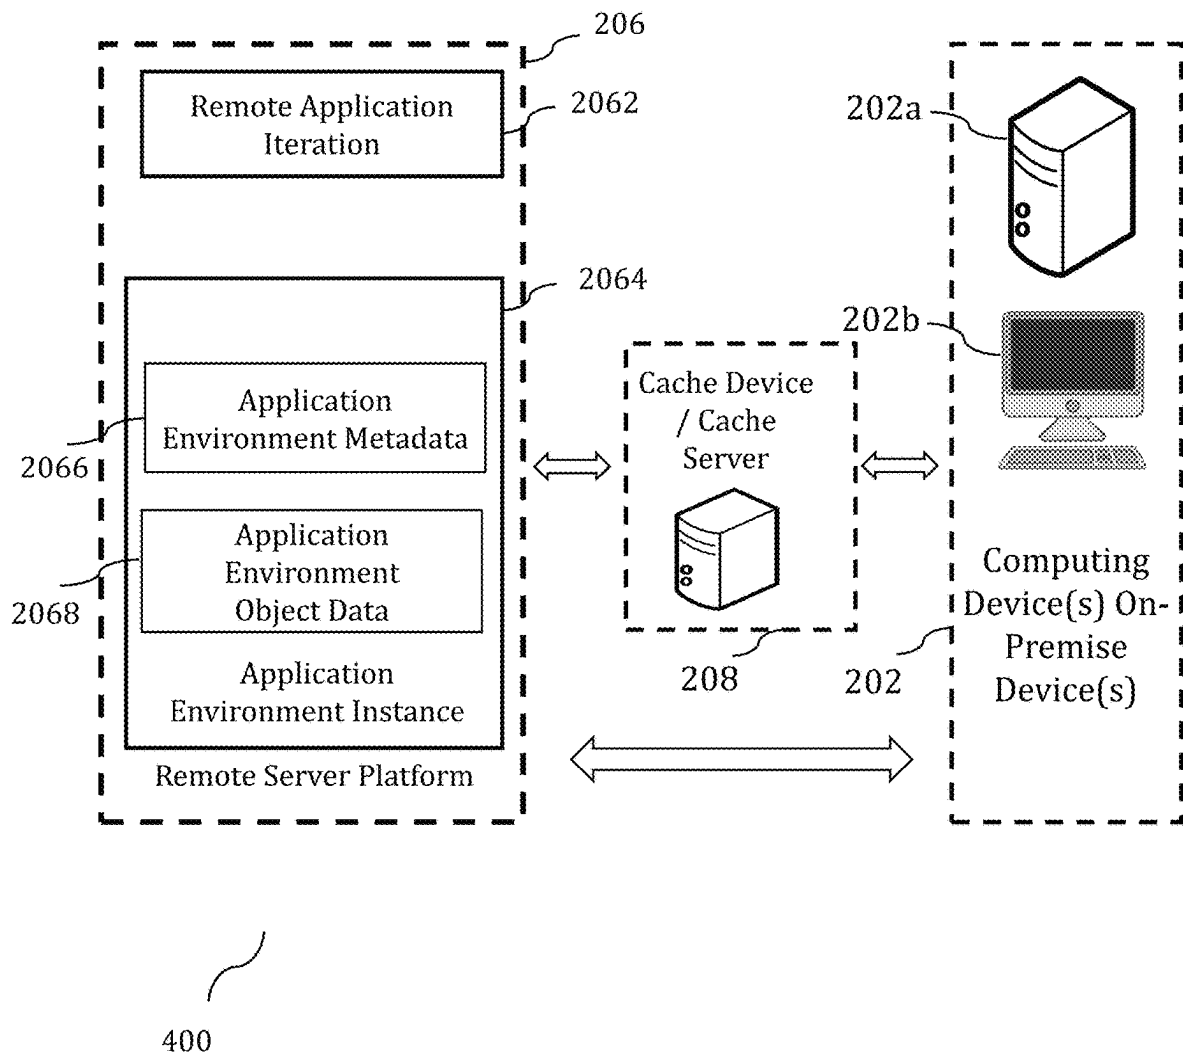 206
Remote Application
Iteration
2062
202a
2064
202b
Cache Device
/ Cache
Server
Application
Environment Metadata
2066
Application
Environment
Object Data
2068
Computing
Device(s) On-
Premise
Device(s)
208
202
Application
Environment Instance
Remote Server Platform
400